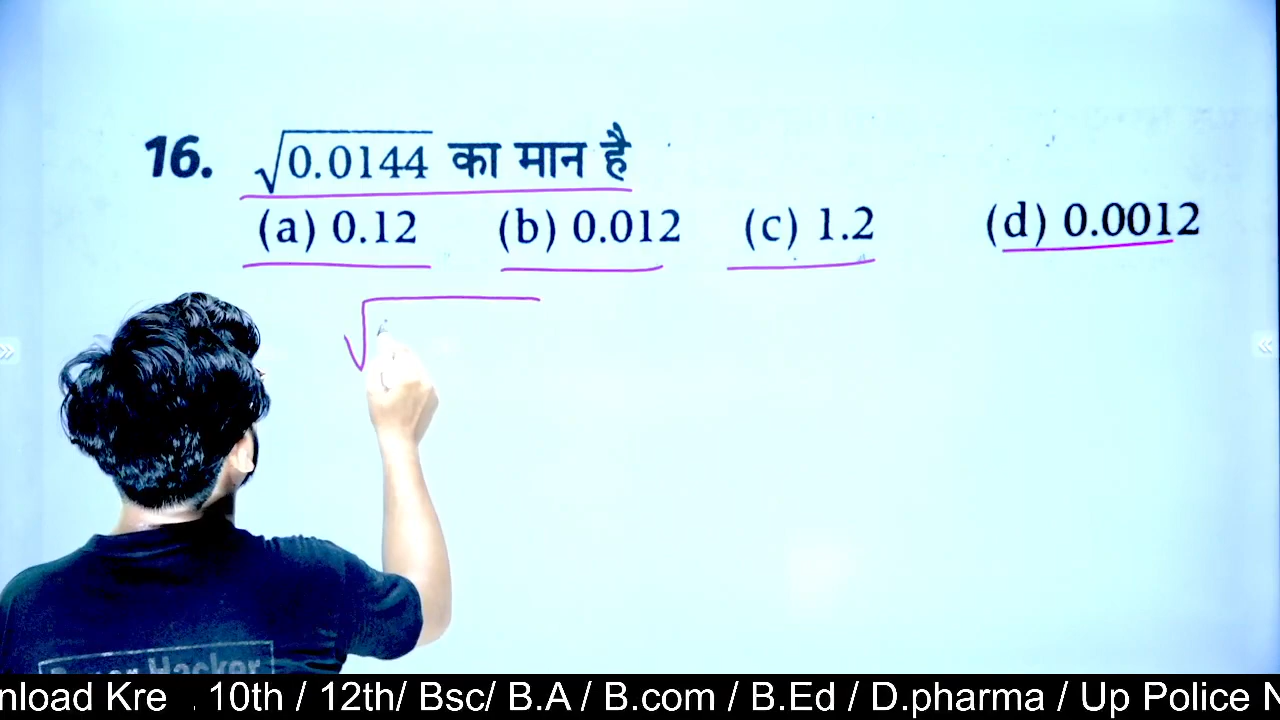 16. √0.0144 का मान है
(a) 0.12 (b) 0.012 (c) 1.2 (d) 0.0012
Hacker
nload Kre . 10th / 12th/ Bsc/ B.A / B.com / B.Ed / D.pharma / Up Police N